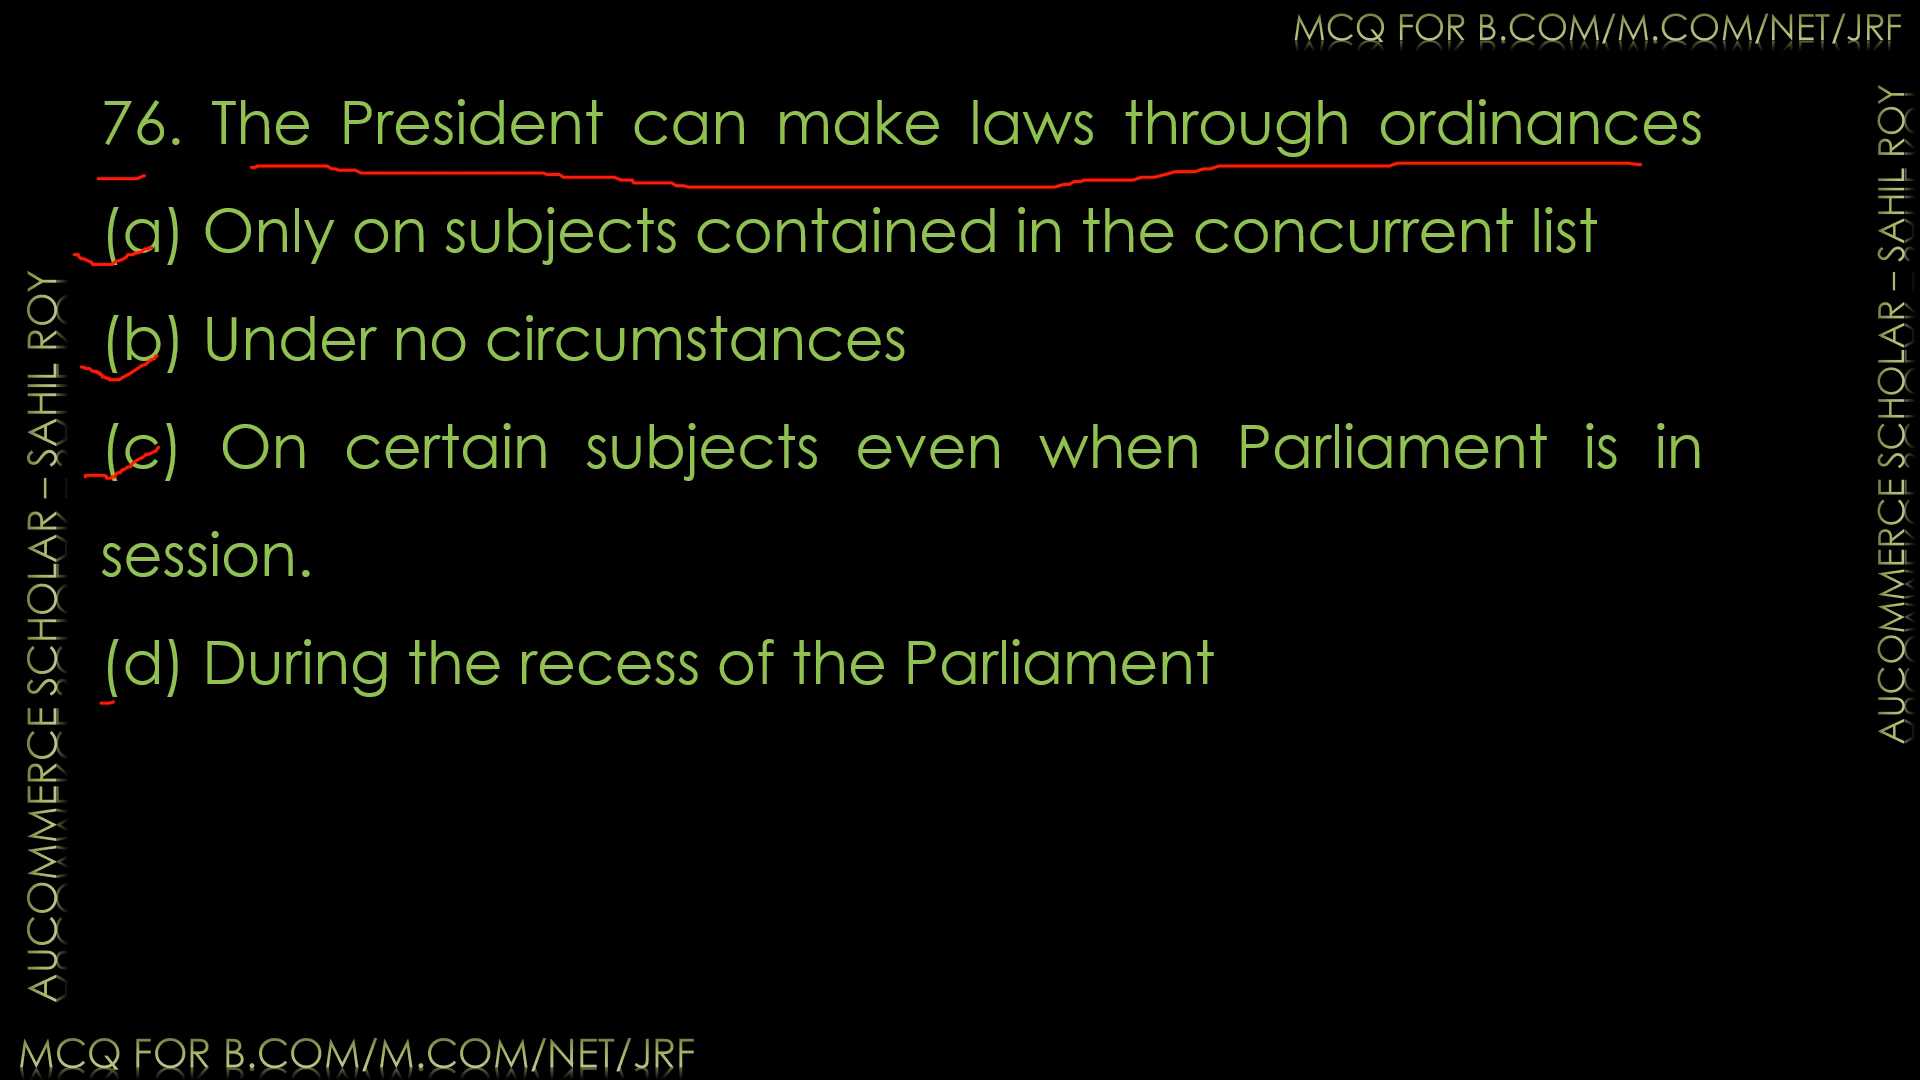 MCQ FOR B.COM/M.COM/NET/JRF
76. The President can make laws through ordinances
(a) Only on subjects contained in the concurrent list
(b) Under no circumstances
(c) On certain subjects even when Parliament is in
session.
(d) During the recess of the Parliament
AUCOMMERCE SCHOLAR – SAHIL ROY
AUCOMMERCE SCHOLAR – SAHIL ROY
MCQ FOR B.COM/M.COM/NET/JRF